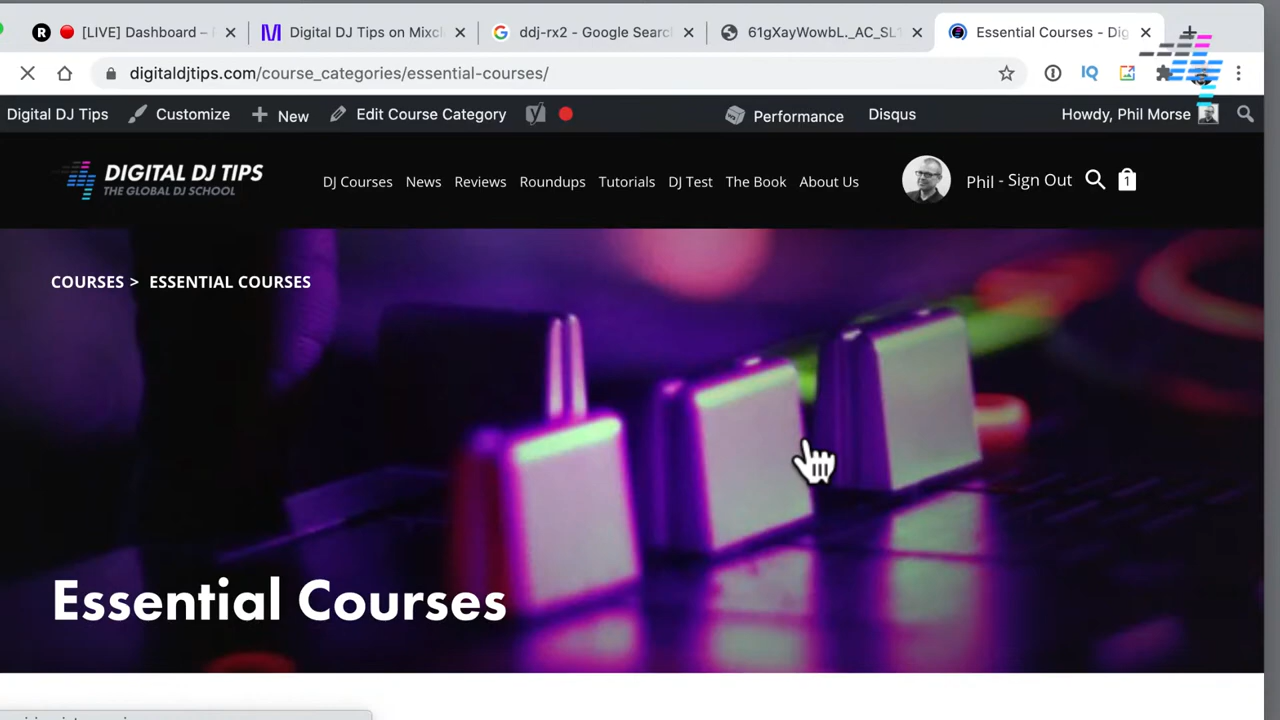 R [LIVE] Dashboard –
Digital DJ Tips on Mixcl
ddj-rx2 - Google Searc
61gXayWowbL._AC_SL
Essential Courses - Dig
digitaldjtips.com/course_categories/essential-courses/
IQ
Digital DJ Tips
Customize
New
Edit Course Category
Performance
Disqus
Howdy, Phil Morse
DIGITAL DJ TIPS
THE GLOBAL DJ SCHOOL
DJ Courses
News
Reviews
Roundups
Tutorials
DJ Test
The Book
About Us
Phil - Sign Out
1
COURSES > ESSENTIAL COURSES
Essential Courses